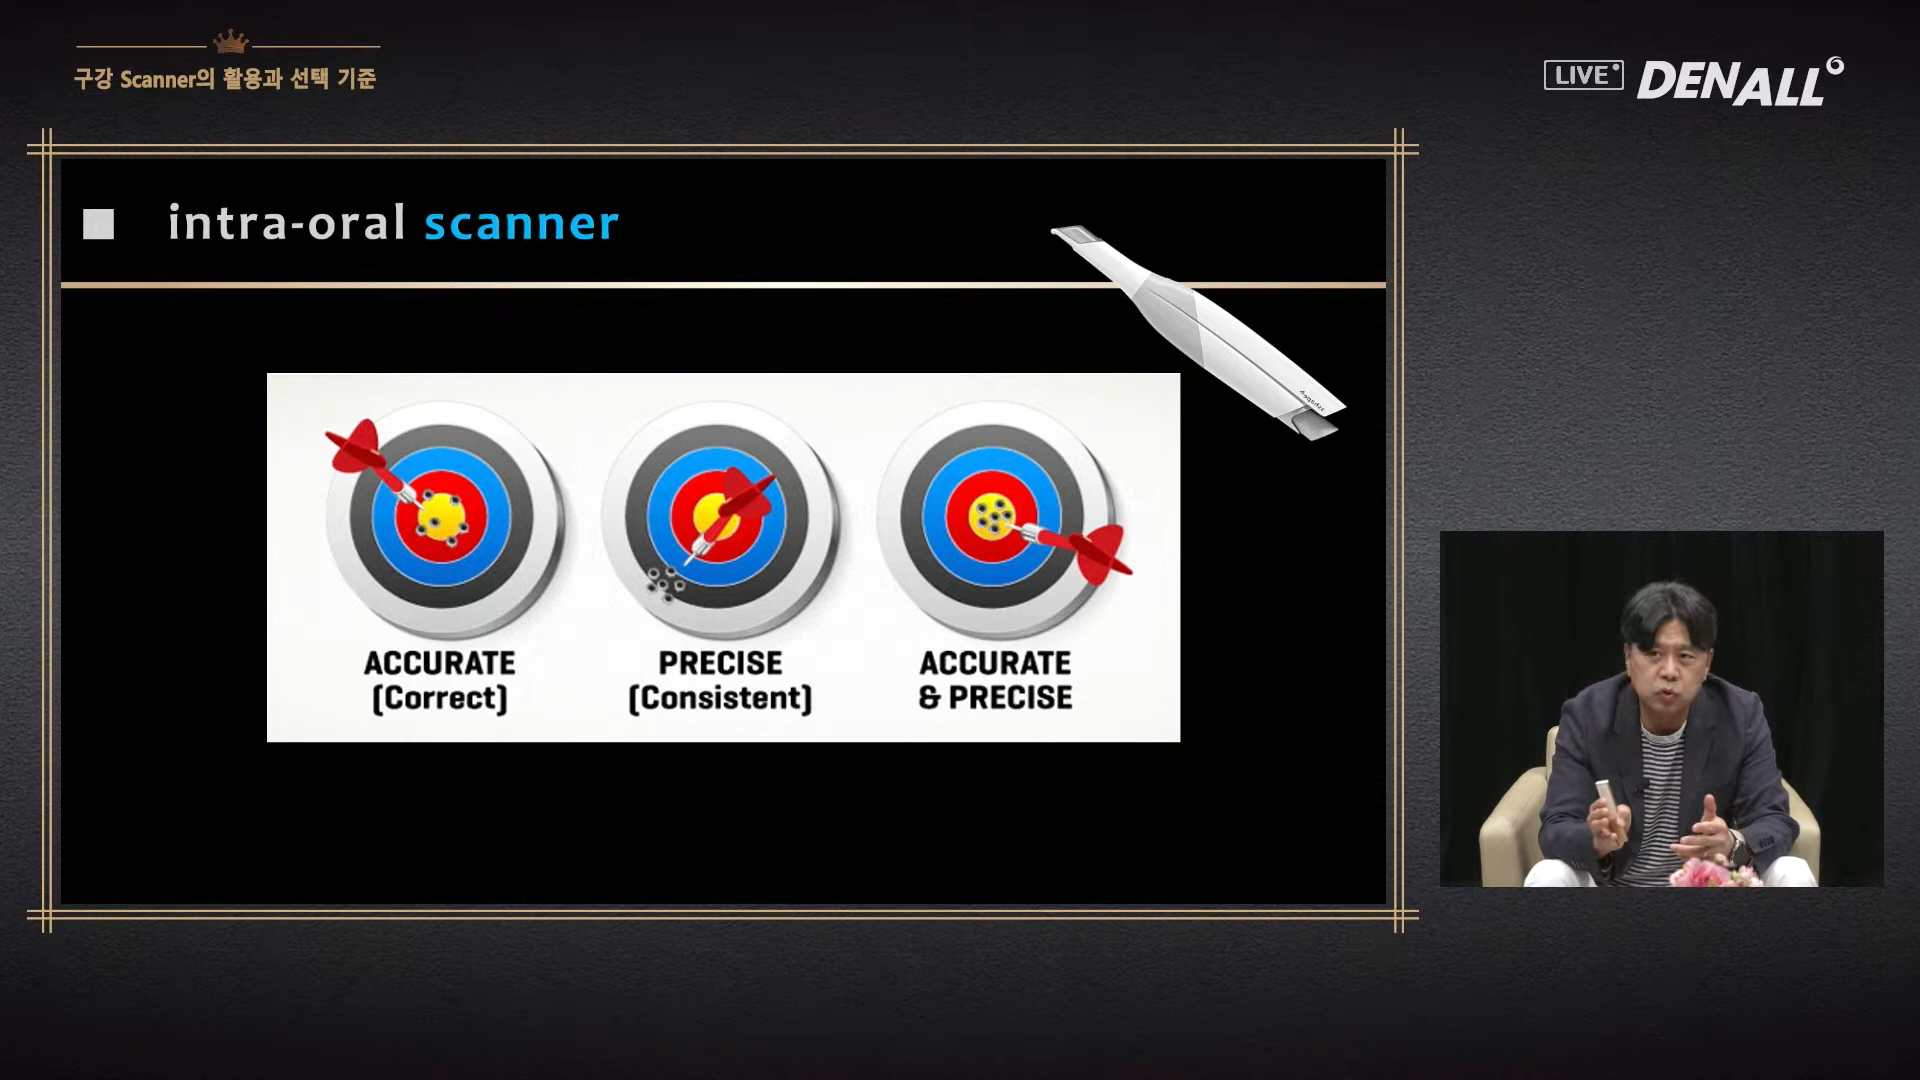 구강 Scanner의 활용과 선택 기준
LIVE DENALL
intra-oral scanner
ACCURATE
(Correct)
PRECISE
(Consistent)
ACCURATE
& PRECISE